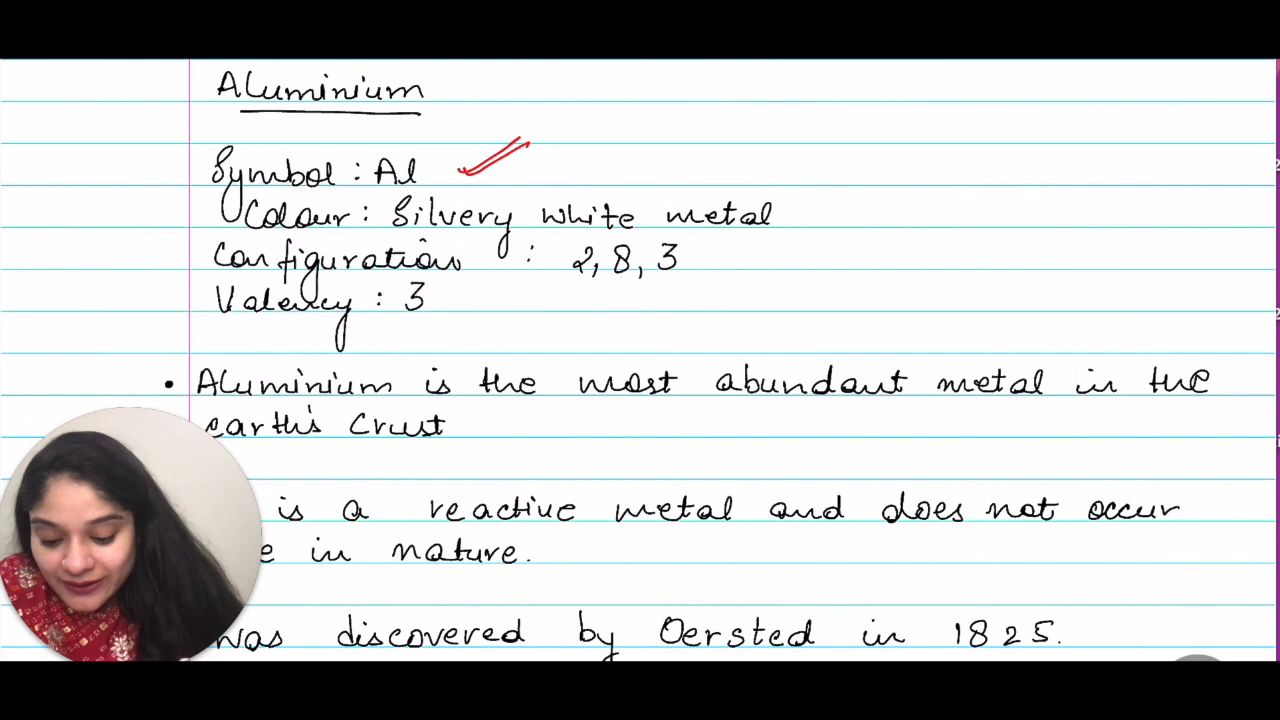 Aluminium
Symbol : Al
Colour : Silvery white metal
Configuration : 2, 8, 3
Valency : 3
• Aluminium is the most abundant metal in the
earth's crust
is a reactive metal and does not occur
in nature.
was discovered by Oersted in 1825.